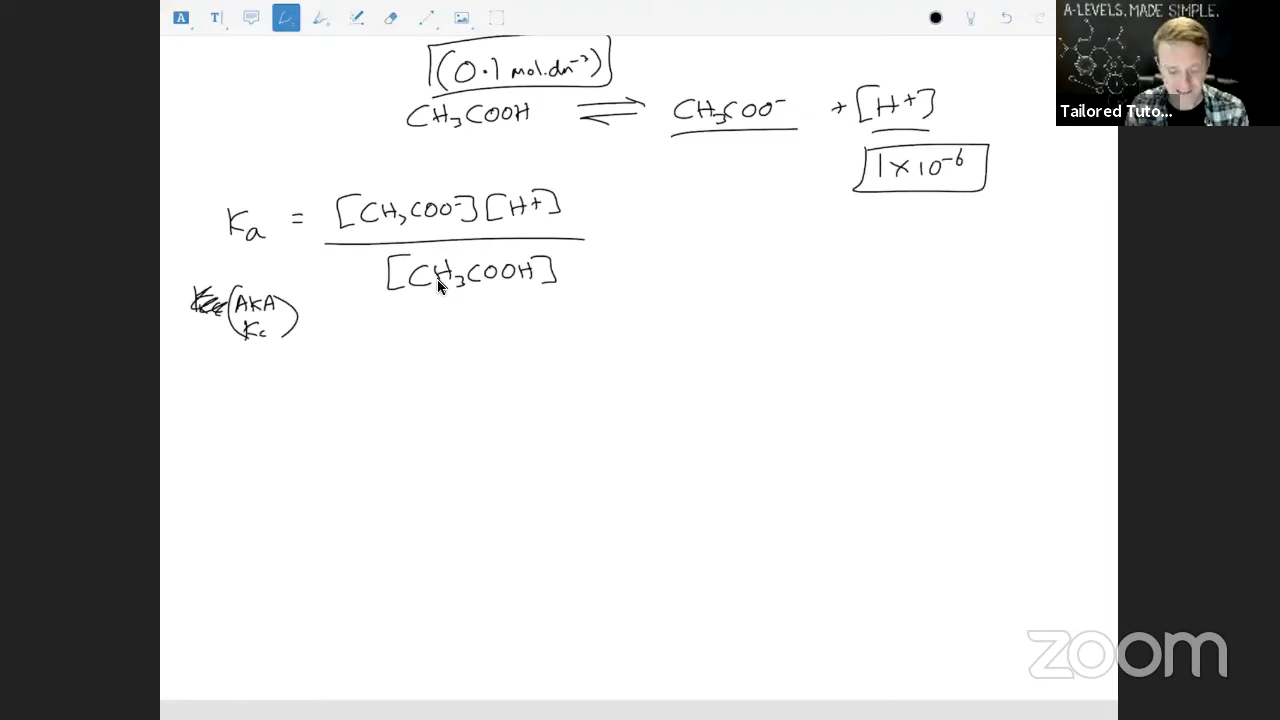 A-LEVELS. MADE SIMPLE.
Tailored Tuto...
(0.1 mol.dm⁻³)
CH₃COOH ⇌ CH₃COO⁻ + [H+]
1 × 10⁻⁶
Ka = [CH₃COO⁻][H+]
[CH₃COOH]
(AKA
Kc)
zoom